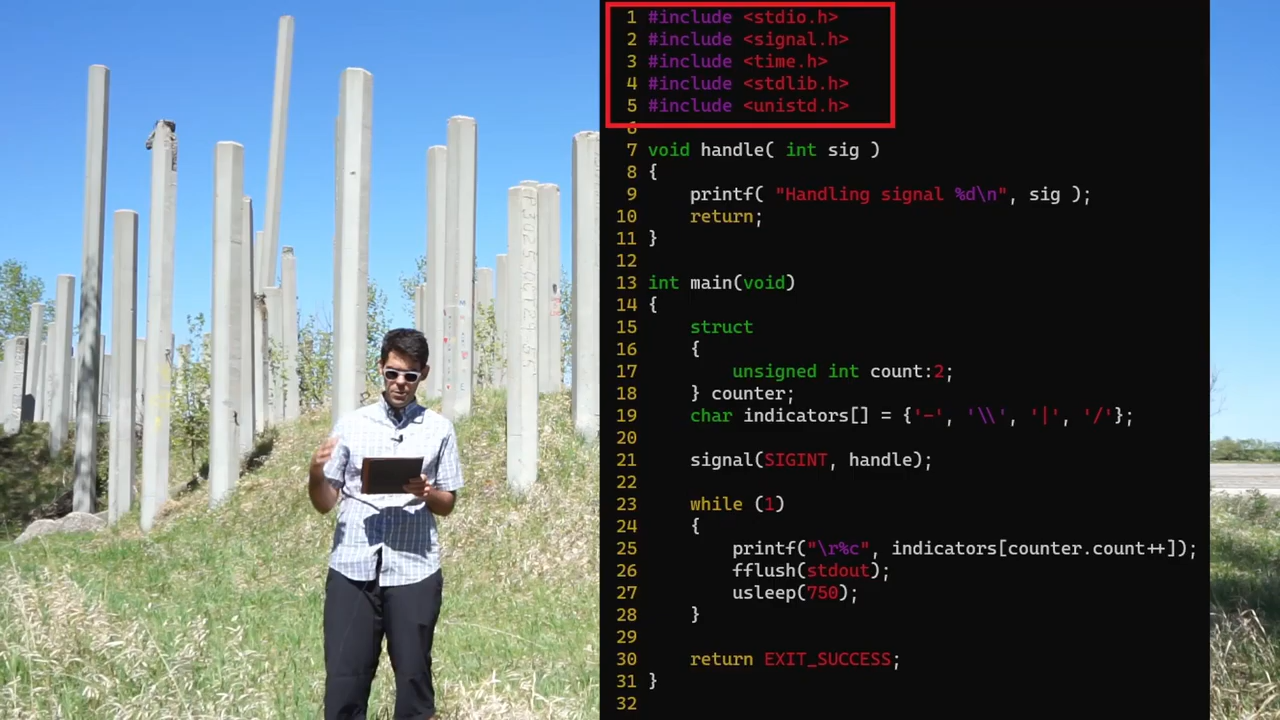 1 #include <stdio.h>
2 #include <signal.h>
3 #include <time.h>
4 #include <stdlib.h>
5 #include <unistd.h>
6
7 void handle( int sig )
8 {
9 printf( "Handling signal %d\n", sig );
10 return;
11 }
12
13 int main(void)
14 {
15 struct
16 {
17 unsigned int count:2;
18 } counter;
19 char indicators[] = {'-', '\\', '|', '/'};
20
21 signal(SIGINT, handle);
22
23 while (1)
24 {
25 printf("\r%c", indicators[counter.count++]);
26 fflush(stdout);
27 usleep(750);
28 }
29
30 return EXIT_SUCCESS;
31 }
32